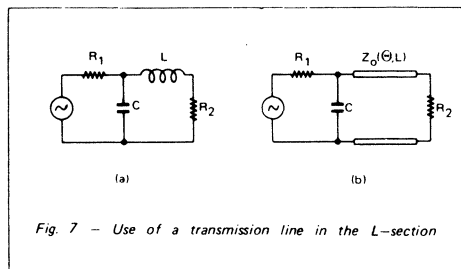 R1
L
C
R2
(a)
R1
Zo(Θ,L)
C
R2
(b)
Fig. 7 – Use of a transmission line in the L-section